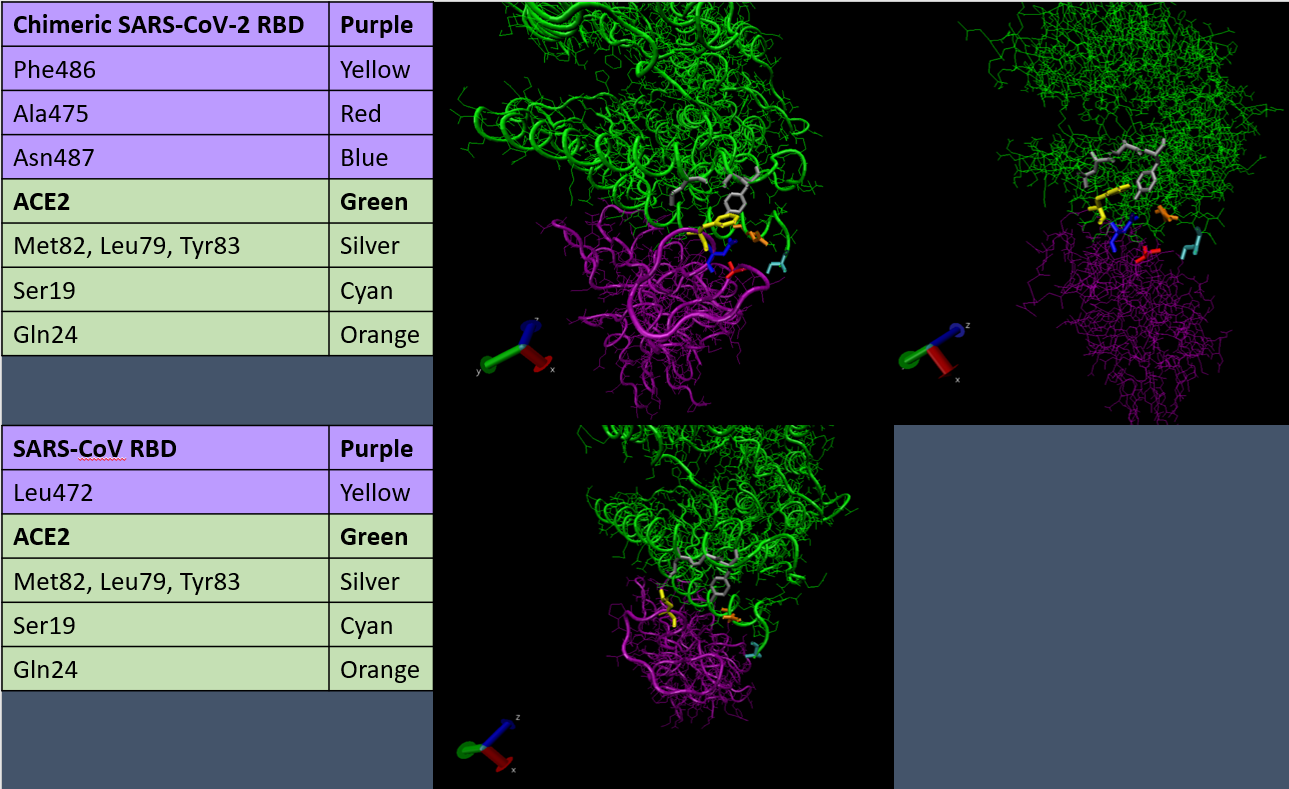 Chimeric SARS-CoV-2 RBD Purple
Phe486 Yellow
Ala475 Red
Asn487 Blue
ACE2 Green
Met82, Leu79, Tyr83 Silver
Ser19 Cyan
Gln24 Orange
z
y x
z
x
SARS-CoV RBD Purple
Leu472 Yellow
ACE2 Green
Met82, Leu79, Tyr83 Silver
Ser19 Cyan
Gln24 Orange
z
x